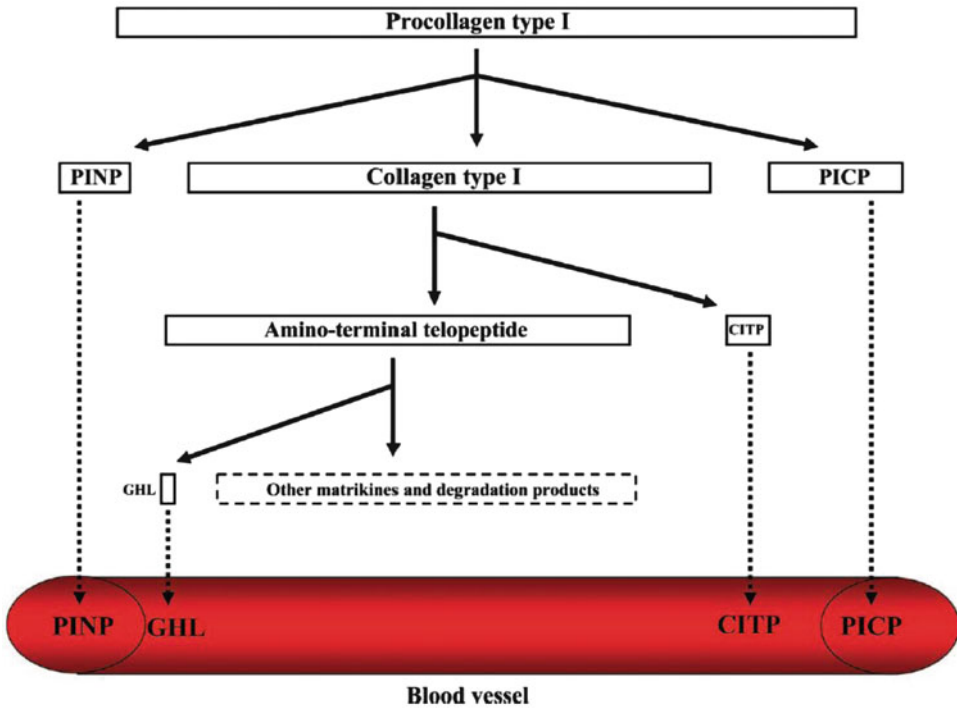 Procollagen type I
PINP
Collagen type I
PICP
Amino-terminal telopeptide
CITP
GHL
Other matrikines and degradation products
PINP
GHL
CITP
PICP
Blood vessel